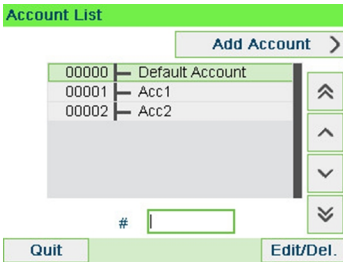 Account List
Add Account
00000 Default Account
00001 Acc1
00002 Acc2
#
Quit Edit/Del.